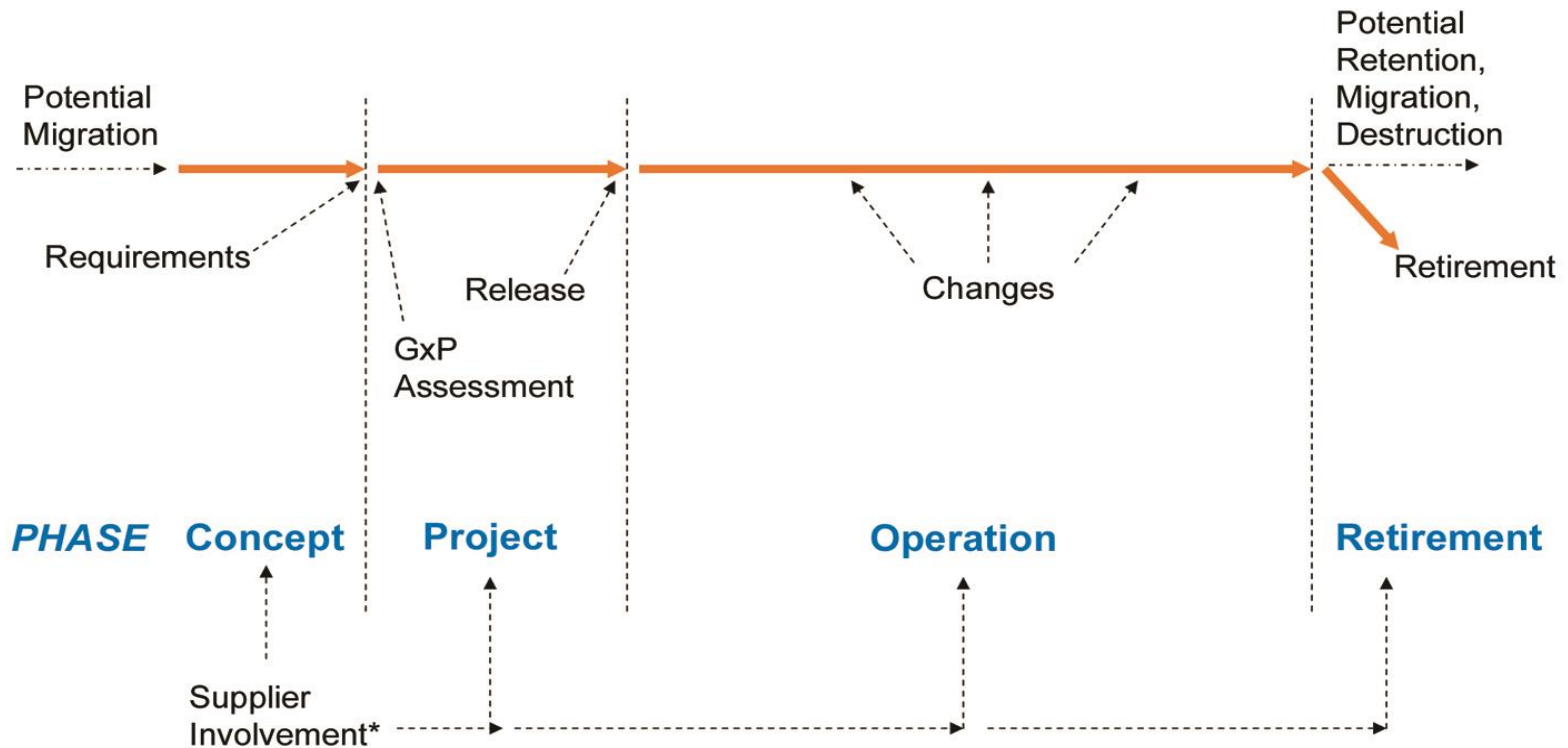 Potential
Migration
Potential
Retention,
Migration,
Destruction
Requirements
Release
Changes
Retirement
GxP
Assessment
PHASE Concept Project Operation Retirement
Supplier
Involvement*